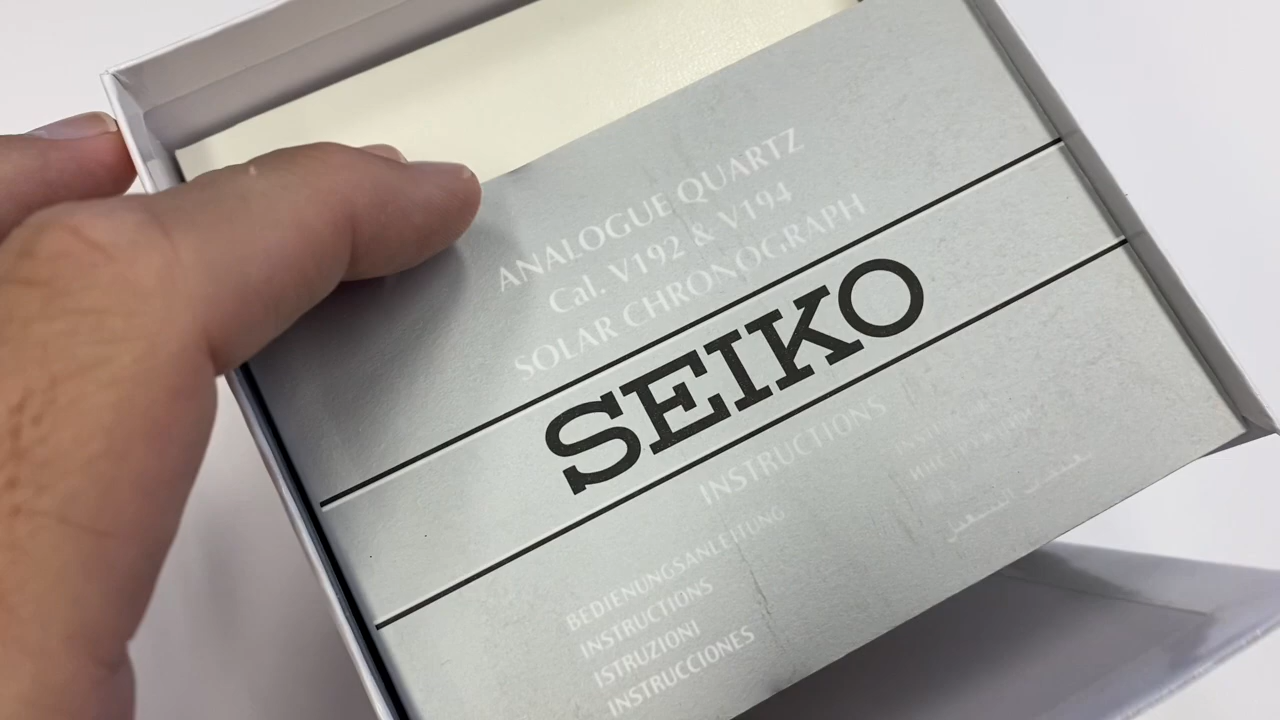 ANALOGUE QUARTZ
Cal. V192 & V194
SOLAR CHRONOGRAPH
SEIKO
INSTRUCTIONS
BEDIENUNGSANLEITUNG
INSTRUCTIONS
ISTRUZIONI
INSTRUCCIONES